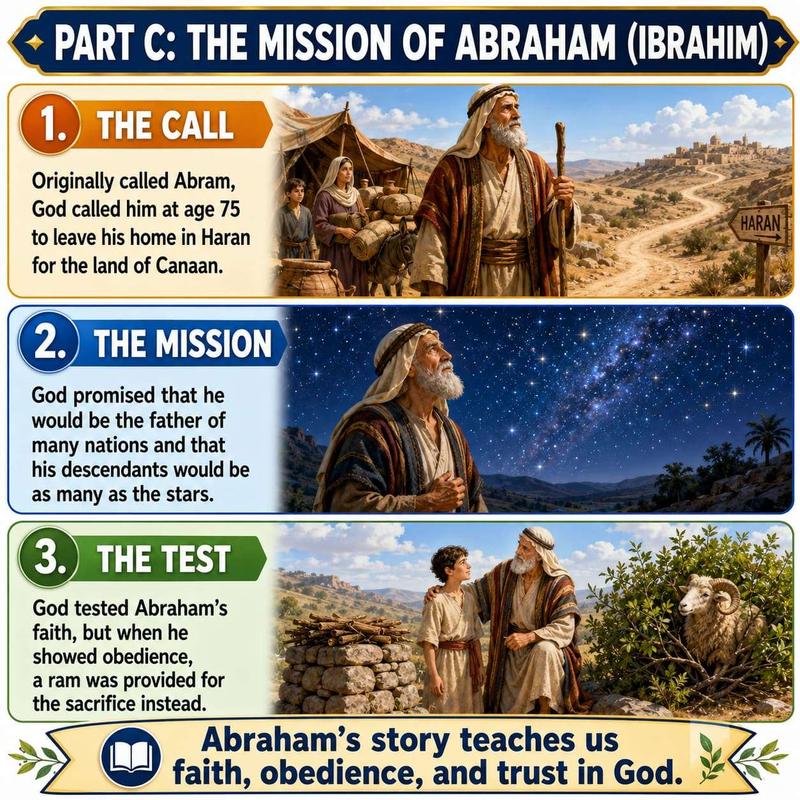 PART C: THE MISSION OF ABRAHAM (IBRAHIM)
1. THE CALL
Originally called Abram,
God called him at age 75
to leave his home in Haran
for the land of Canaan.
HARAN
2. THE MISSION
God promised that he
would be the father of
many nations and that
his descendants would be
as many as the stars.
3. THE TEST
God tested Abraham's
faith, but when he
showed obedience,
a ram was provided for
the sacrifice instead.
Abraham's story teaches us
faith, obedience, and trust in God.